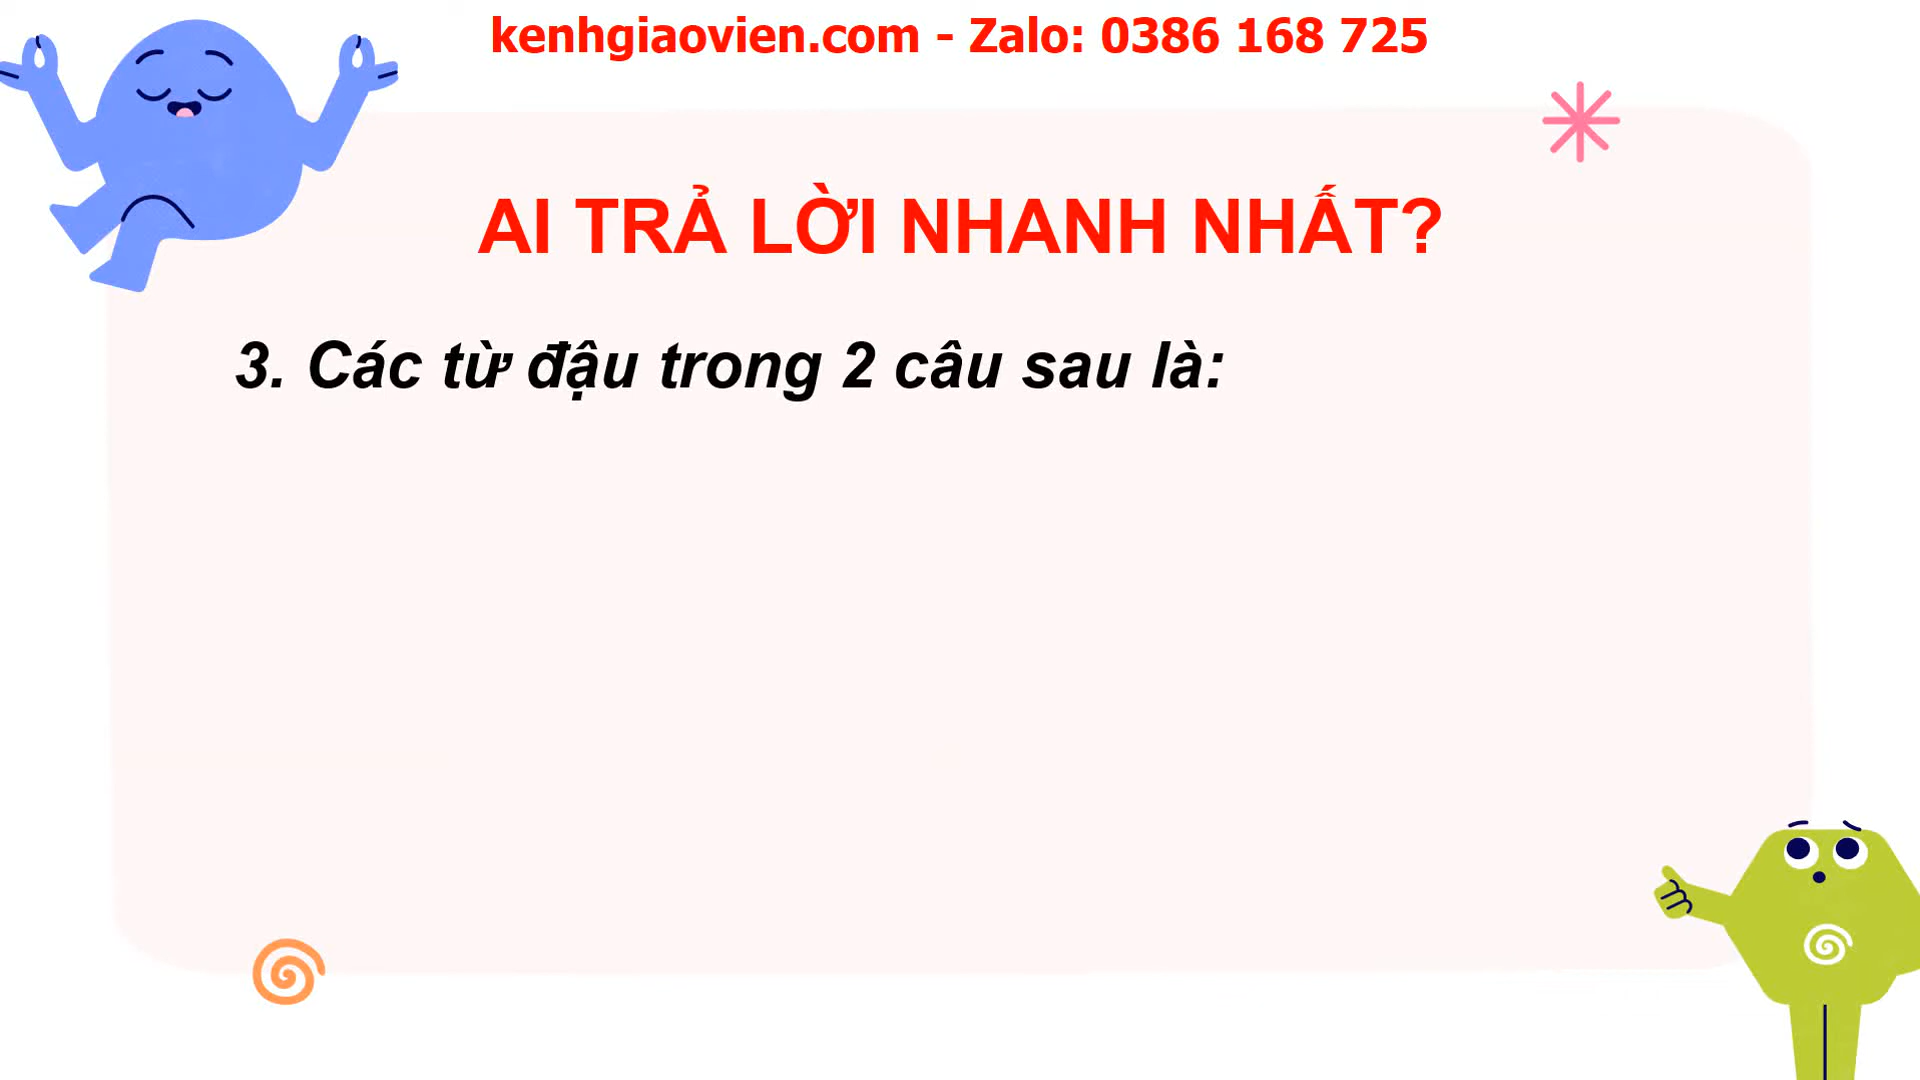 kenhgiaovien.com - Zalo: 0386 168 725
AI TRẢ LỜI NHANH NHẤT?
3. Các từ đậu trong 2 câu sau là: